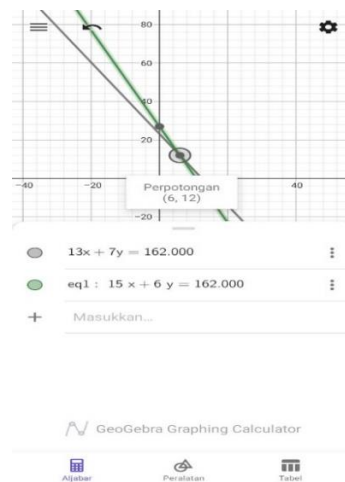 80
60
40
20
-40 -20 40
Perpotongan
(6, 12)
-20
13x + 7y = 162.000
eq1 : 15 x + 6 y = 162.000
+ Masukkan...
GeoGebra Graphing Calculator
Aljabar Peralatan Tabel